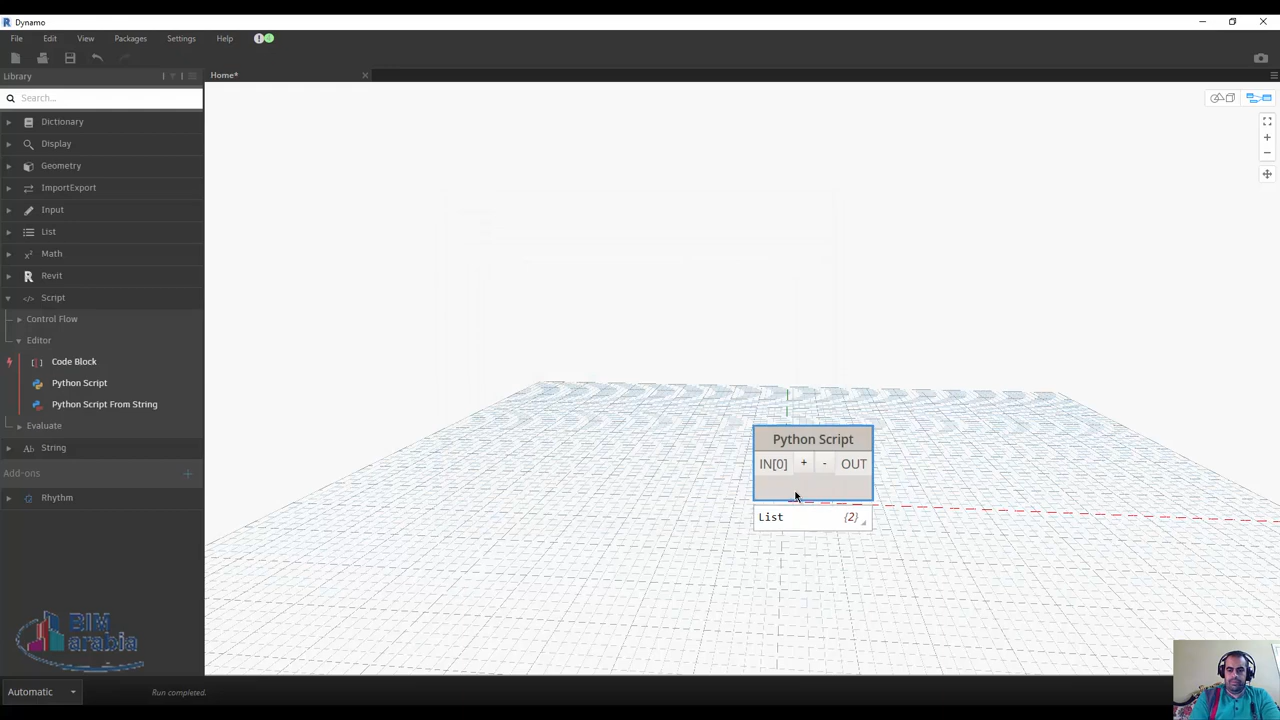 Dynamo
File Edit View Packages Settings Help
Library
Home*
Search...
Dictionary
Display
Geometry
ImportExport
Input
List
Math
Revit
Script
Control Flow
Editor
Code Block
Python Script
Python Script From String
Evaluate
String
Add-ons
Rhythm
Python Script
IN[0] + - OUT
List {2}
BIM
arabia
Automatic Run completed.